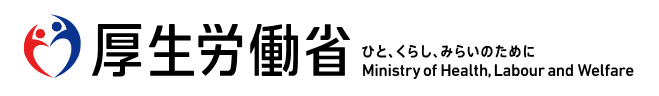 厚生労働省
ひと、くらし、みらいのために
Ministry of Health, Labour and Welfare